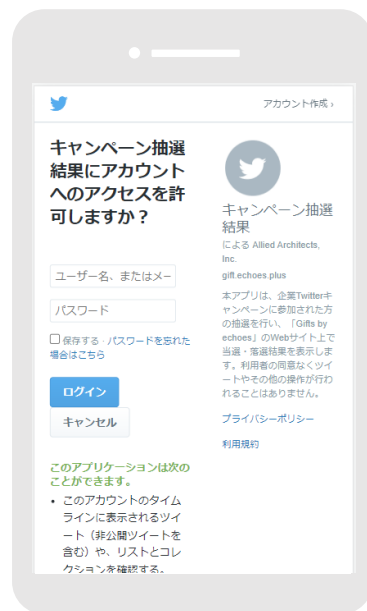 アカウント作成 ›
キャンペーン抽選
結果にアカウント
へのアクセスを許
可しますか？
ユーザー名、またはメー
パスワード
保存する · パスワードを忘れた
場合はこちら
ログイン
キャンセル
このアプリケーションは次の
ことができます。
• このアカウントのタイム
ラインに表示されるツイ
ート（非公開ツイートを
含む）や、リストとコレ
クションを確認する。
キャンペーン抽選
結果
による Allied Architects,
Inc.
gift.echoes.plus
本アプリは、企業Twitterキ
ャンペーンに参加された方
の抽選を行い、「Gifts by
echoes」のWebサイト上で
当選・落選結果を表示しま
す。利用者の同意なくツイ
ートやその他の操作が行わ
れることはありません。
プライバシーポリシー
利用規約